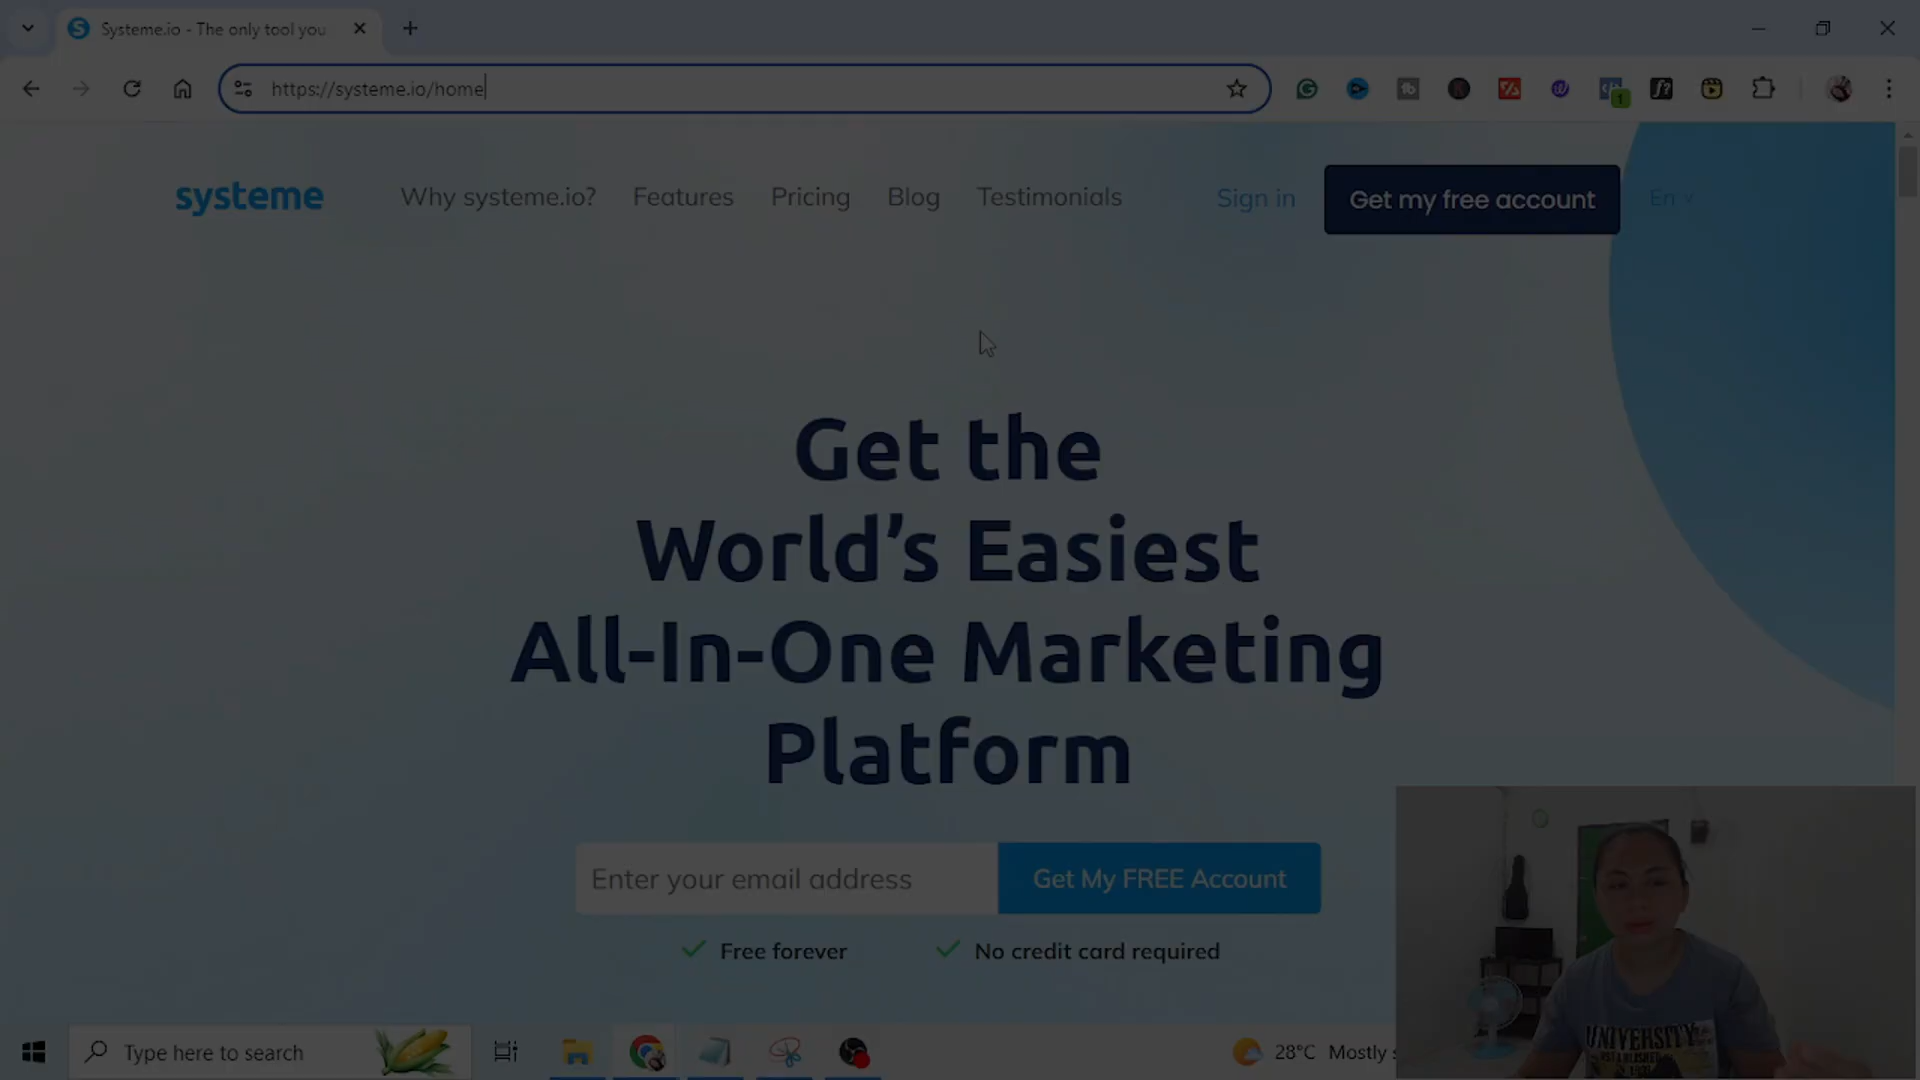 Systeme.io - The only tool you
https://systeme.io/home
systeme
Why systeme.io?
Features
Pricing
Blog
Testimonials
Sign in
Get my free account
En
Get the
World's Easiest
All-In-One Marketing
Platform
Enter your email address
Get My FREE Account
Free forever
No credit card required
UNIVERSITY
Type here to search
28°C Mostly s